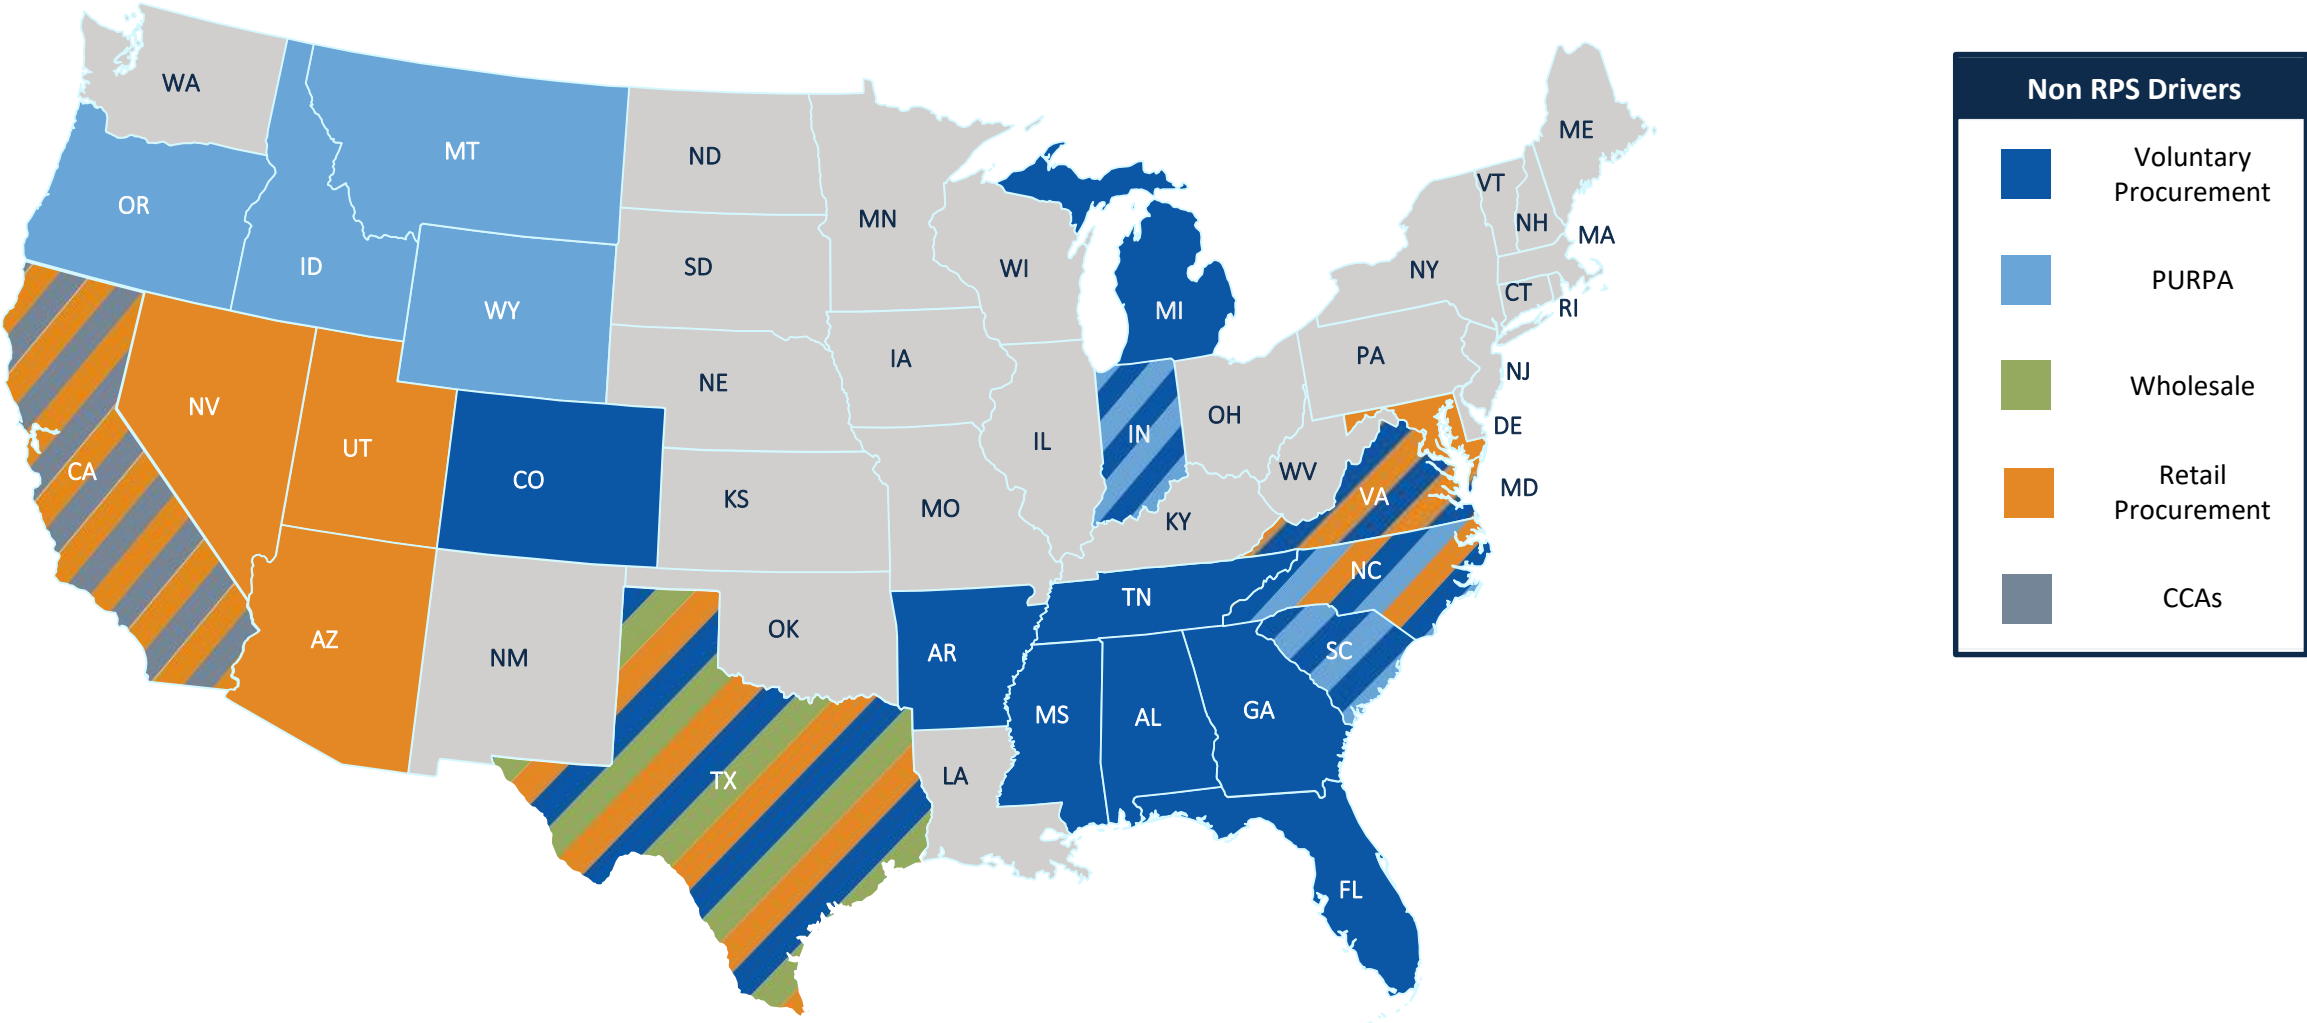 WA
MT
ND
OR
ID
SD
MN
WI
WY
MI
ME
VT
NH
MA
NY
CT
RI
NE
IA
PA
NJ
NV
UT
CO
CA
KS
MO
IL
IN
OH
DE
WV
MD
VA
KY
NC
TN
AZ
NM
OK
AR
SC
MS
AL
GA
TX
LA
FL
Non RPS Drivers
Voluntary
Procurement
PURPA
Wholesale
Retail
Procurement
CCAs